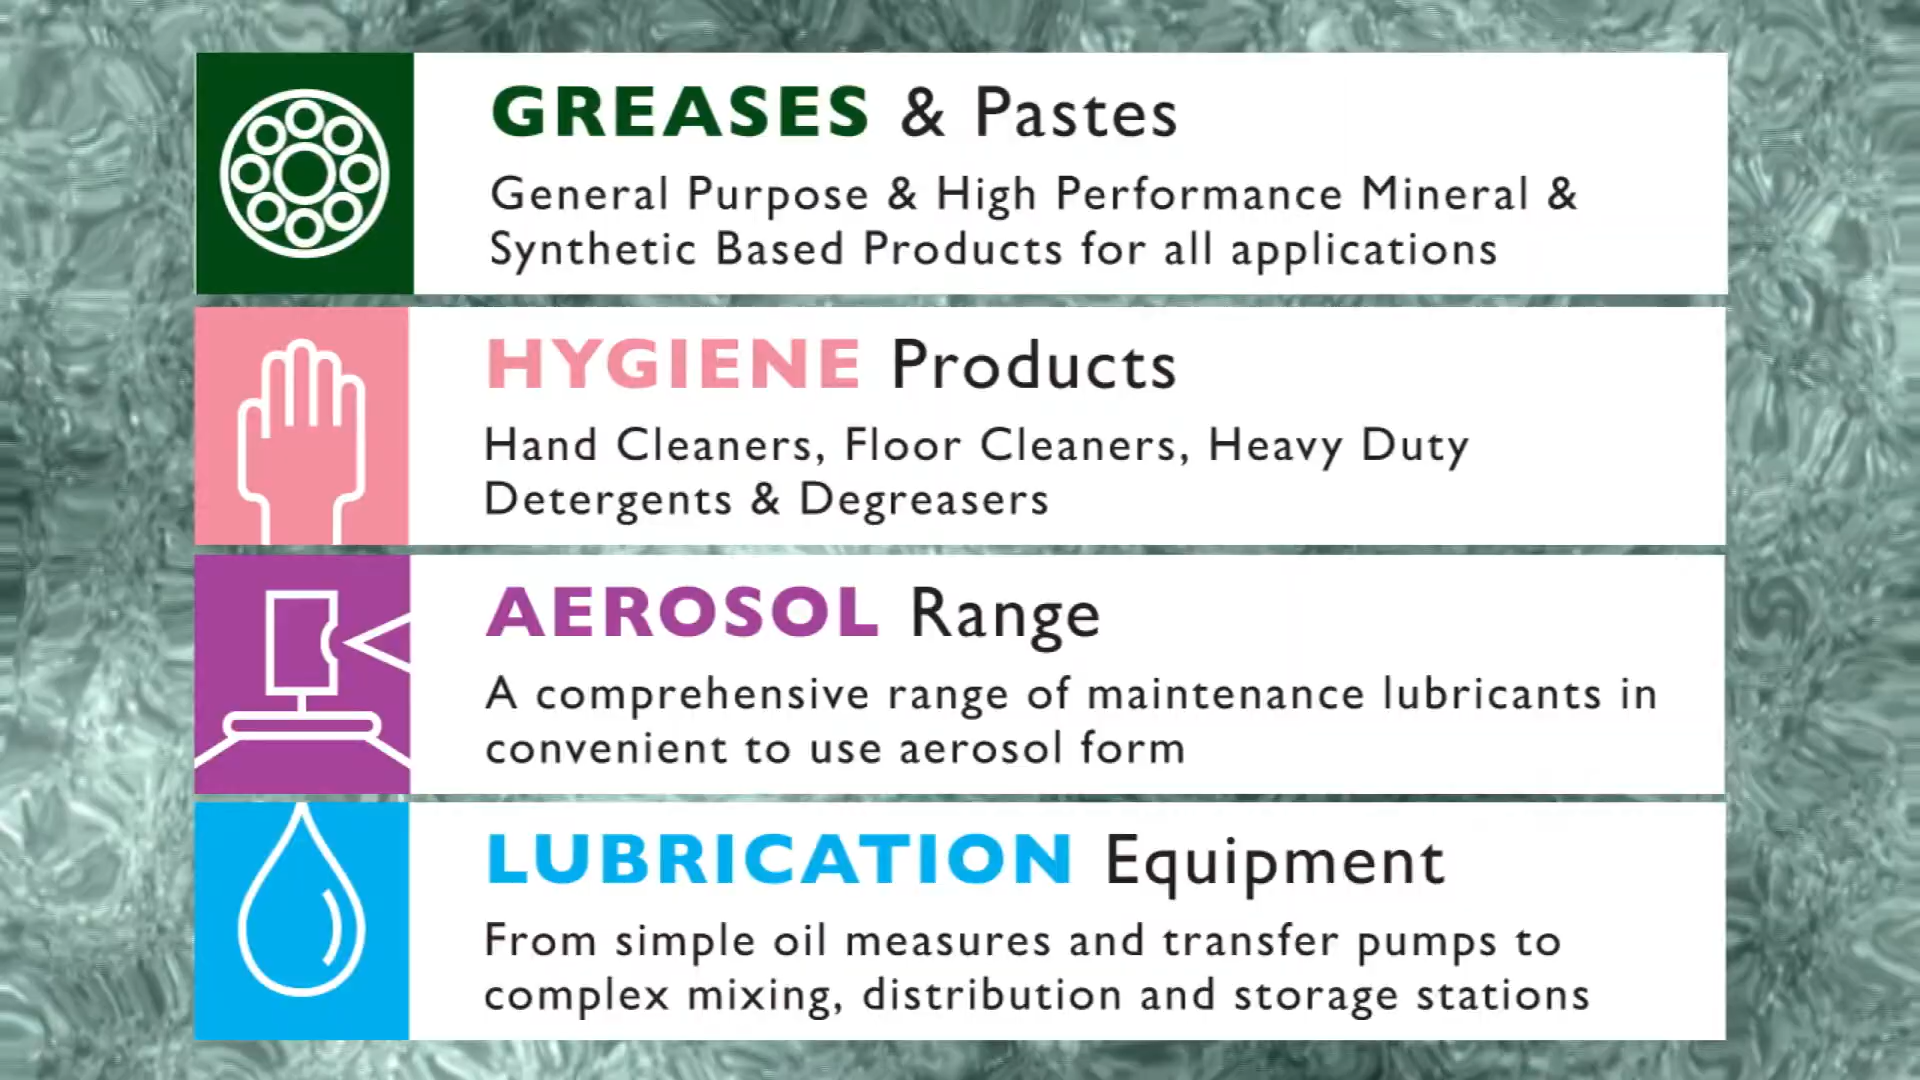 GREASES & Pastes
General Purpose & High Performance Mineral &
Synthetic Based Products for all applications
HYGIENE Products
Hand Cleaners, Floor Cleaners, Heavy Duty
Detergents & Degreasers
AEROSOL Range
A comprehensive range of maintenance lubricants in
convenient to use aerosol form
LUBRICATION Equipment
From simple oil measures and transfer pumps to
complex mixing, distribution and storage stations